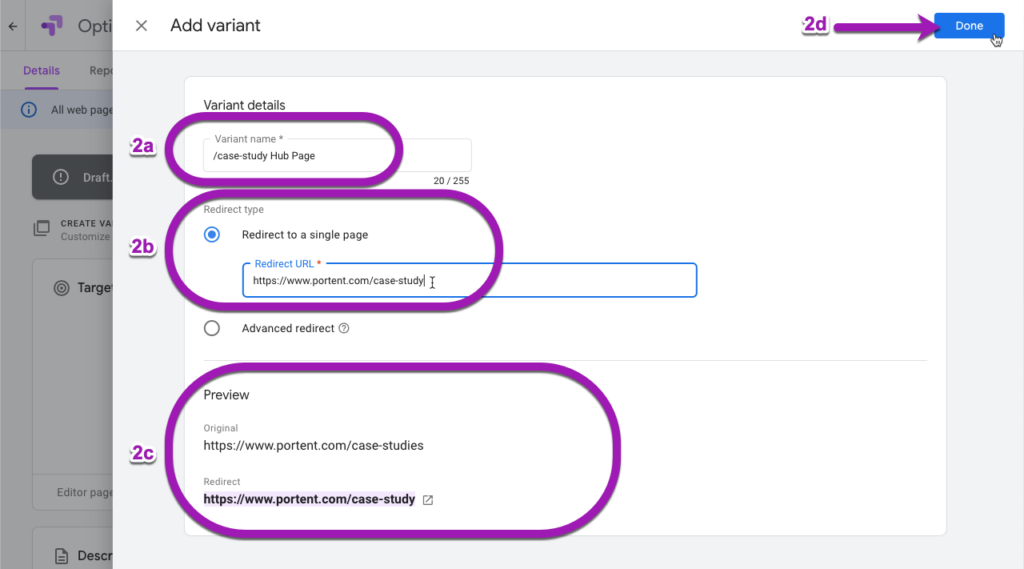 Opti
Add variant
2d
Done
Details
Repo
All web page
Variant details
2a
Variant name *
/case-study Hub Page
20 / 255
Draft.
Redirect type
CREATE VA
Customize
2b
Redirect to a single page
Redirect URL *
https://www.portent.com/case-study
Targe
Advanced redirect
Preview
Original
2c
https://www.portent.com/case-studies
Redirect
Editor page
https://www.portent.com/case-study
Descr